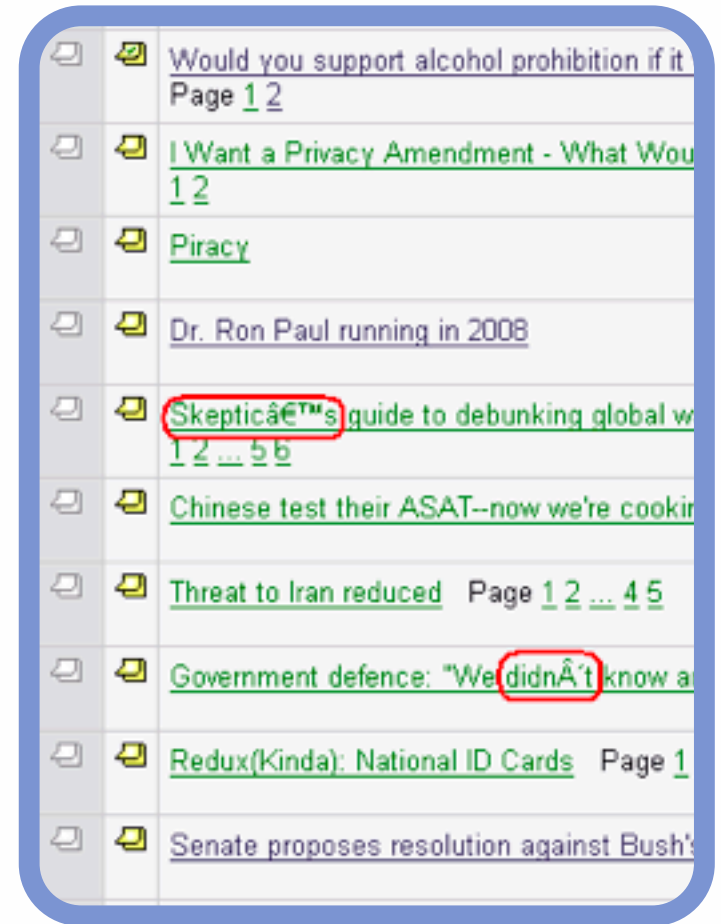 Would you support alcohol prohibition if it
Page 1 2
I Want a Privacy Amendment - What Wou
1 2
Piracy
Dr. Ron Paul running in 2008
Skepticâ€™s guide to debunking global w
1 2 ... 5 6
Chinese test their ASAT--now we're cookin
Threat to Iran reduced Page 1 2 ... 4 5
Government defence: "We didnÂ´t know a
Redux(Kinda): National ID Cards Page 1
Senate proposes resolution against Bush's